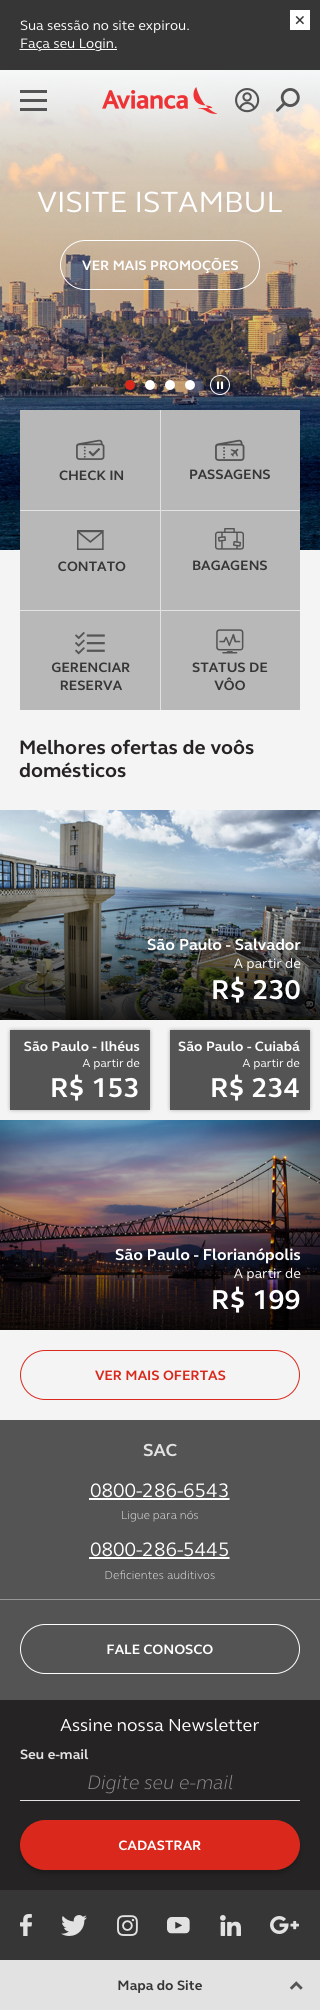 Sua sessão no site expirou.
Faça seu Login.
Avianca
VISITE ISTAMBUL
VER MAIS PROMOÇÕES
CHECK IN
PASSAGENS
CONTATO
BAGAGENS
GERENCIAR
RESERVA
STATUS DE
VÔO
Melhores ofertas de voôs
domésticos
São Paulo - Salvador
A partir de
R$ 230
São Paulo - Ilhéus
A partir de
R$ 153
São Paulo - Cuiabá
A partir de
R$ 234
São Paulo - Florianópolis
A partir de
R$ 199
VER MAIS OFERTAS
SAC
0800-286-6543
Ligue para nós
0800-286-5445
Deficientes auditivos
FALE CONOSCO
Assine nossa Newsletter
Seu e-mail
Digite seu e-mail
CADASTRAR
Mapa do Site